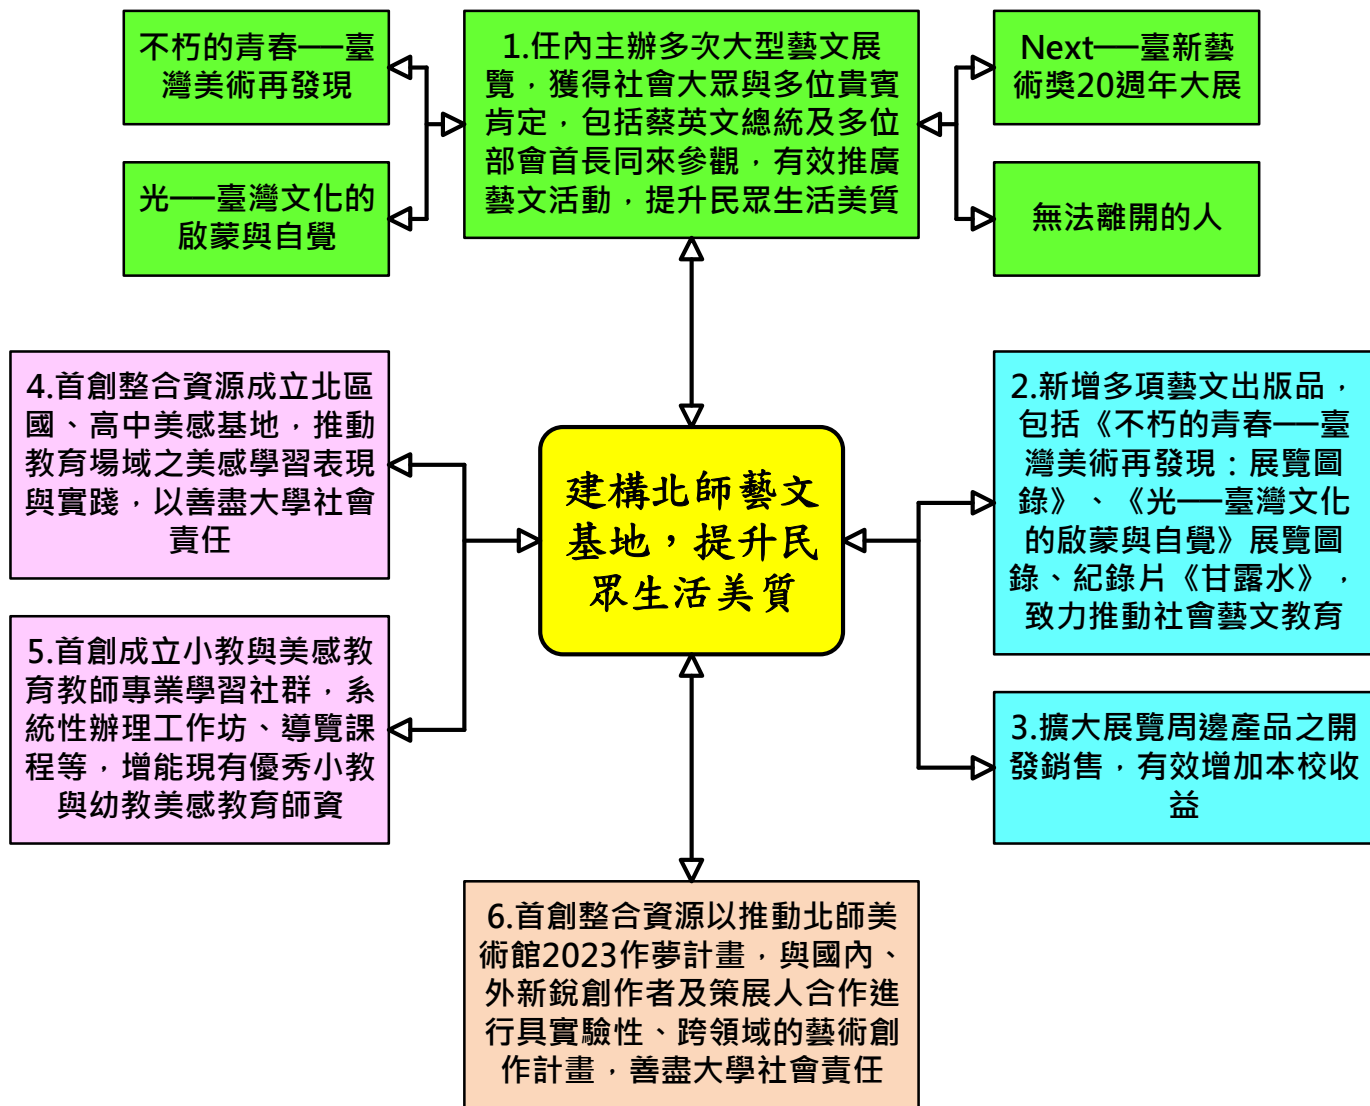 不朽的青春──臺
灣美術再發現
光──臺灣文化的
啟蒙與自覺
1.任內主辦多次大型藝文展
覽，獲得社會大眾與多位貴賓
肯定，包括蔡英文總統及多位
部會首長同來參觀，有效推廣
藝文活動，提升民眾生活美質
Next──臺新藝
術獎20週年大展
無法離開的人
4.首創整合資源成立北區
國、高中美感基地，推動
教育場域之美感學習表現
與實踐，以善盡大學社會
責任
5.首創成立小教與美感教
育教師專業學習社群，系
統性辦理工作坊、導覽課
程等，增能現有優秀小教
與幼教美感教育師資
建構北師藝文
基地，提升民
眾生活美質
2.新增多項藝文出版品，
包括《不朽的青春──臺
灣美術再發現：展覽圖
錄》、《光──臺灣文化
的啟蒙與自覺》展覽圖
錄、紀錄片《甘露水》，
致力推動社會藝文教育
3.擴大展覽周邊產品之開
發銷售，有效增加本校收
益
6.首創整合資源以推動北師美
術館2023作夢計畫，與國內、
外新銳創作者及策展人合作進
行具實驗性、跨領域的藝術創
作計畫，善盡大學社會責任